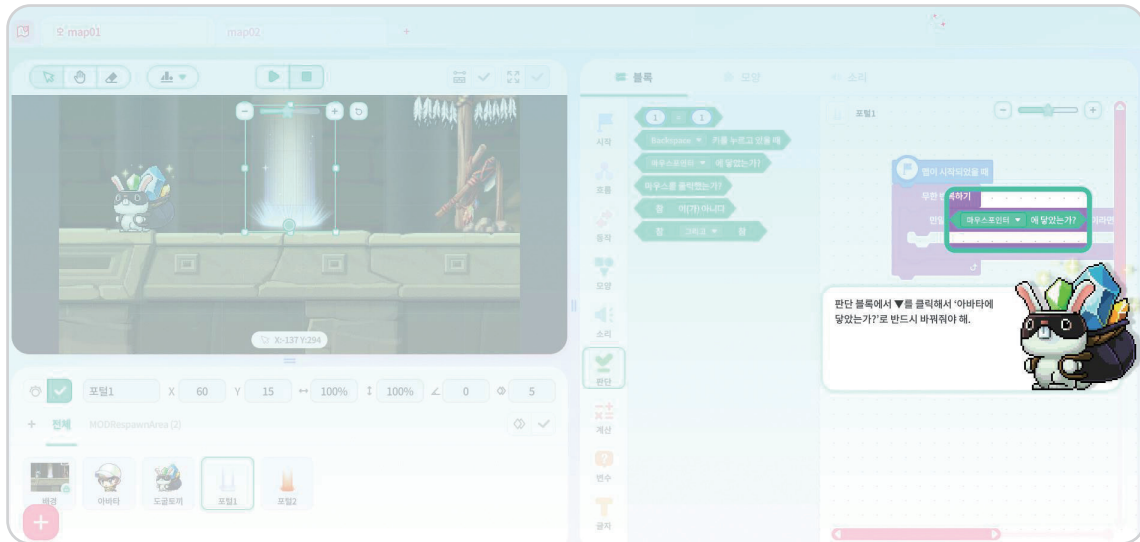 map01
map02
+
블록
모양
소리
X:-137 Y:294
포털1 X 60 Y 15 100% 100% 0 5
+ 전체 MODRespawnArea (2)
배경
아바타
도굴토끼
포털1
포털2
+
시작
흐름
동작
모양
소리
판단
계산
변수
글자
1 = 1
Backspace ▼ 키를 누르고 있을 때
마우스포인터 ▼ 에 닿았는가?
마우스를 클릭했는가?
참 이(가) 아니다
참 그리고 ▼ 참
포털1
맵이 시작되었을 때
무한 반복하기
만일 마우스포인터 ▼ 에 닿았는가? 이라면
판단 블록에서 ▼를 클릭해서 ‘아바타에
닿았는가?’로 반드시 바꿔줘야 해.